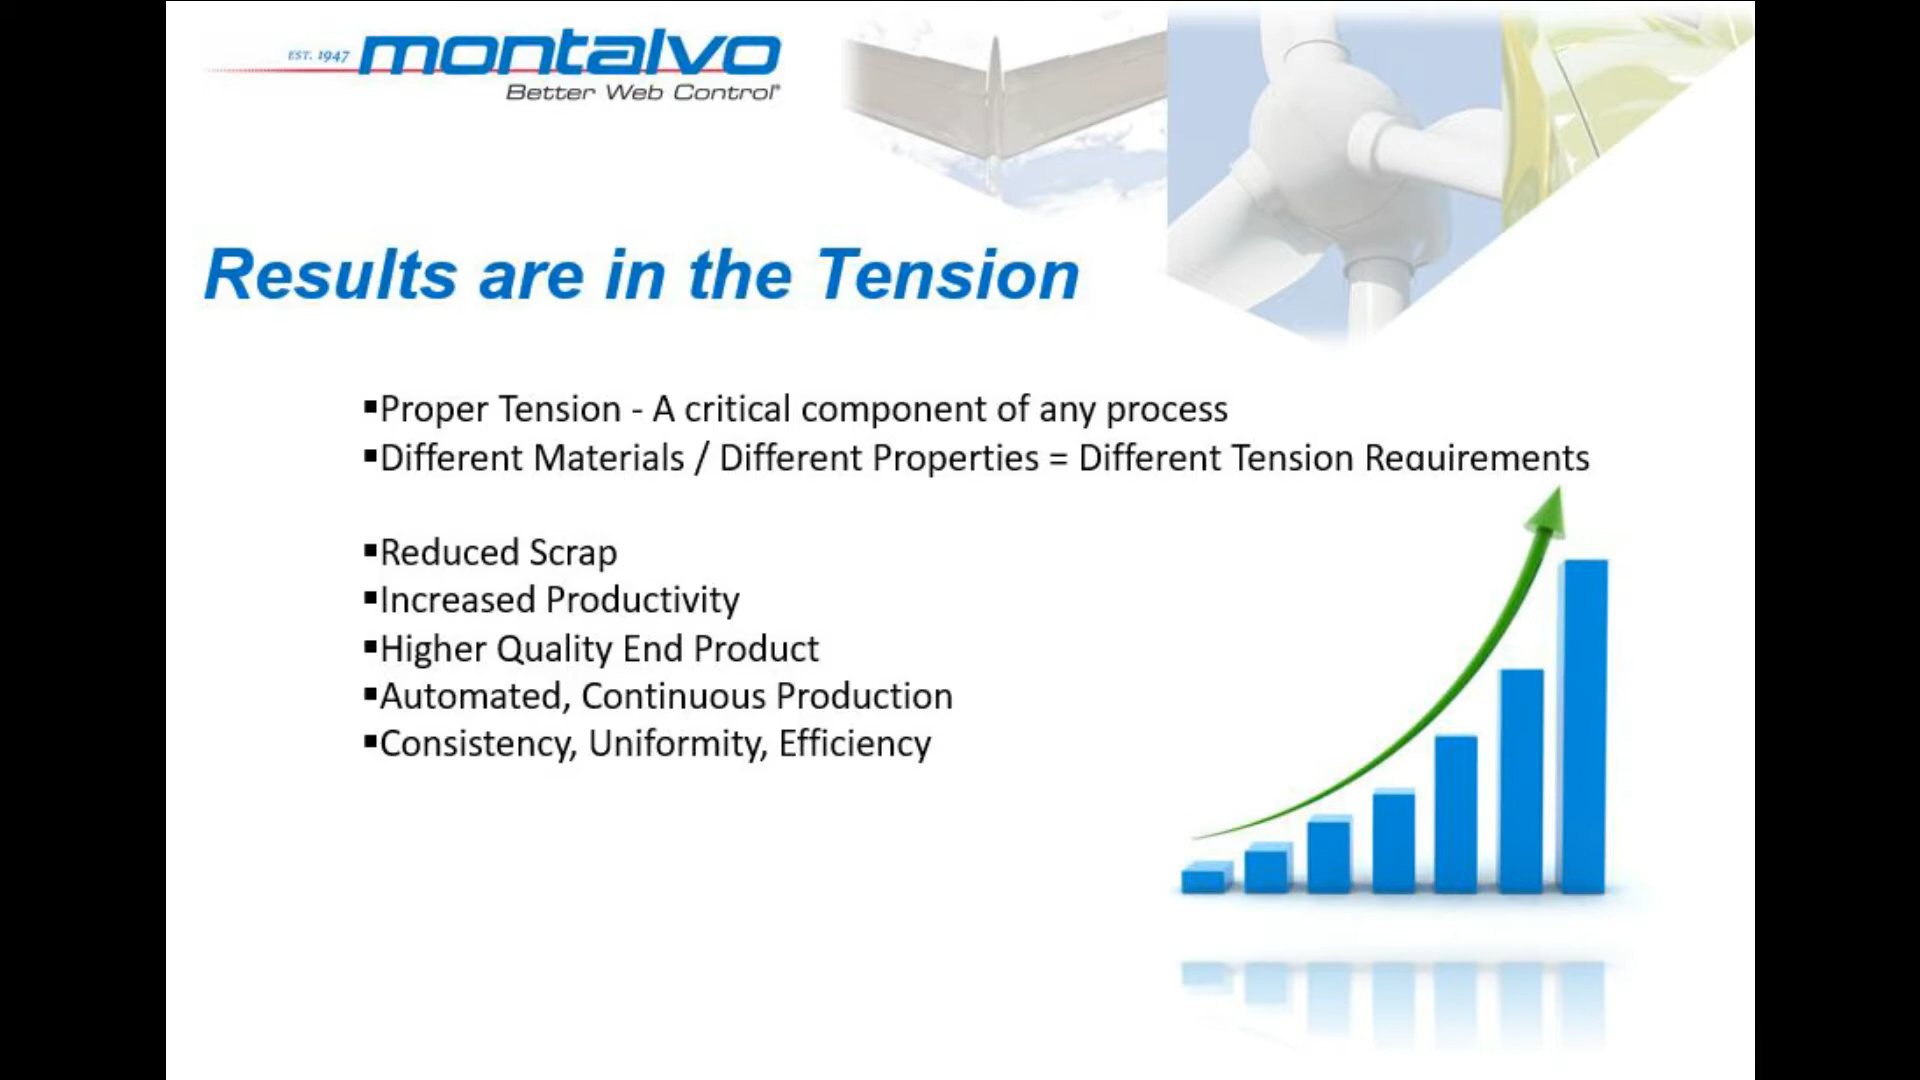 EST. 1947 montalvo
Better Web Control®
Results are in the Tension
▪Proper Tension - A critical component of any process
▪Different Materials / Different Properties = Different Tension Requirements
▪Reduced Scrap
▪Increased Productivity
▪Higher Quality End Product
▪Automated, Continuous Production
▪Consistency, Uniformity, Efficiency